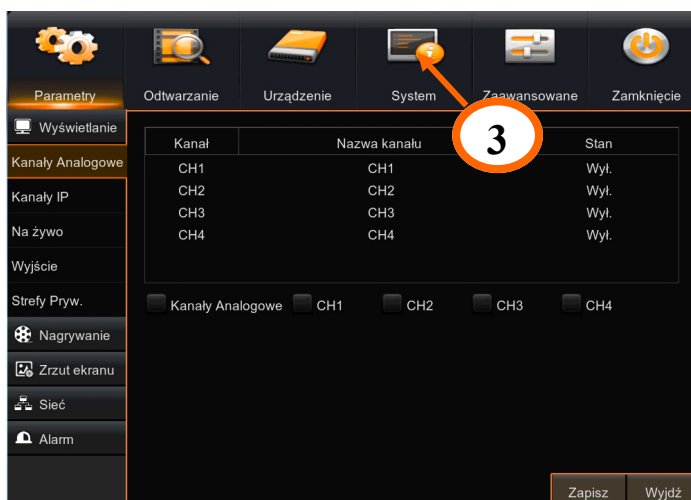 Parametry Odtwarzanie Urządzenie System Zaawansowane Zamknięcie
3
Wyświetlanie
Kanały Analogowe
Kanały IP
Na żywo
Wyjście
Strefy Pryw.
Nagrywanie
Zrzut ekranu
Sieć
Alarm
Kanał Nazwa kanału Stan
CH1 CH1 Wył.
CH2 CH2 Wył.
CH3 CH3 Wył.
CH4 CH4 Wył.
Kanały Analogowe CH1 CH2 CH3 CH4
Zapisz Wyjdź